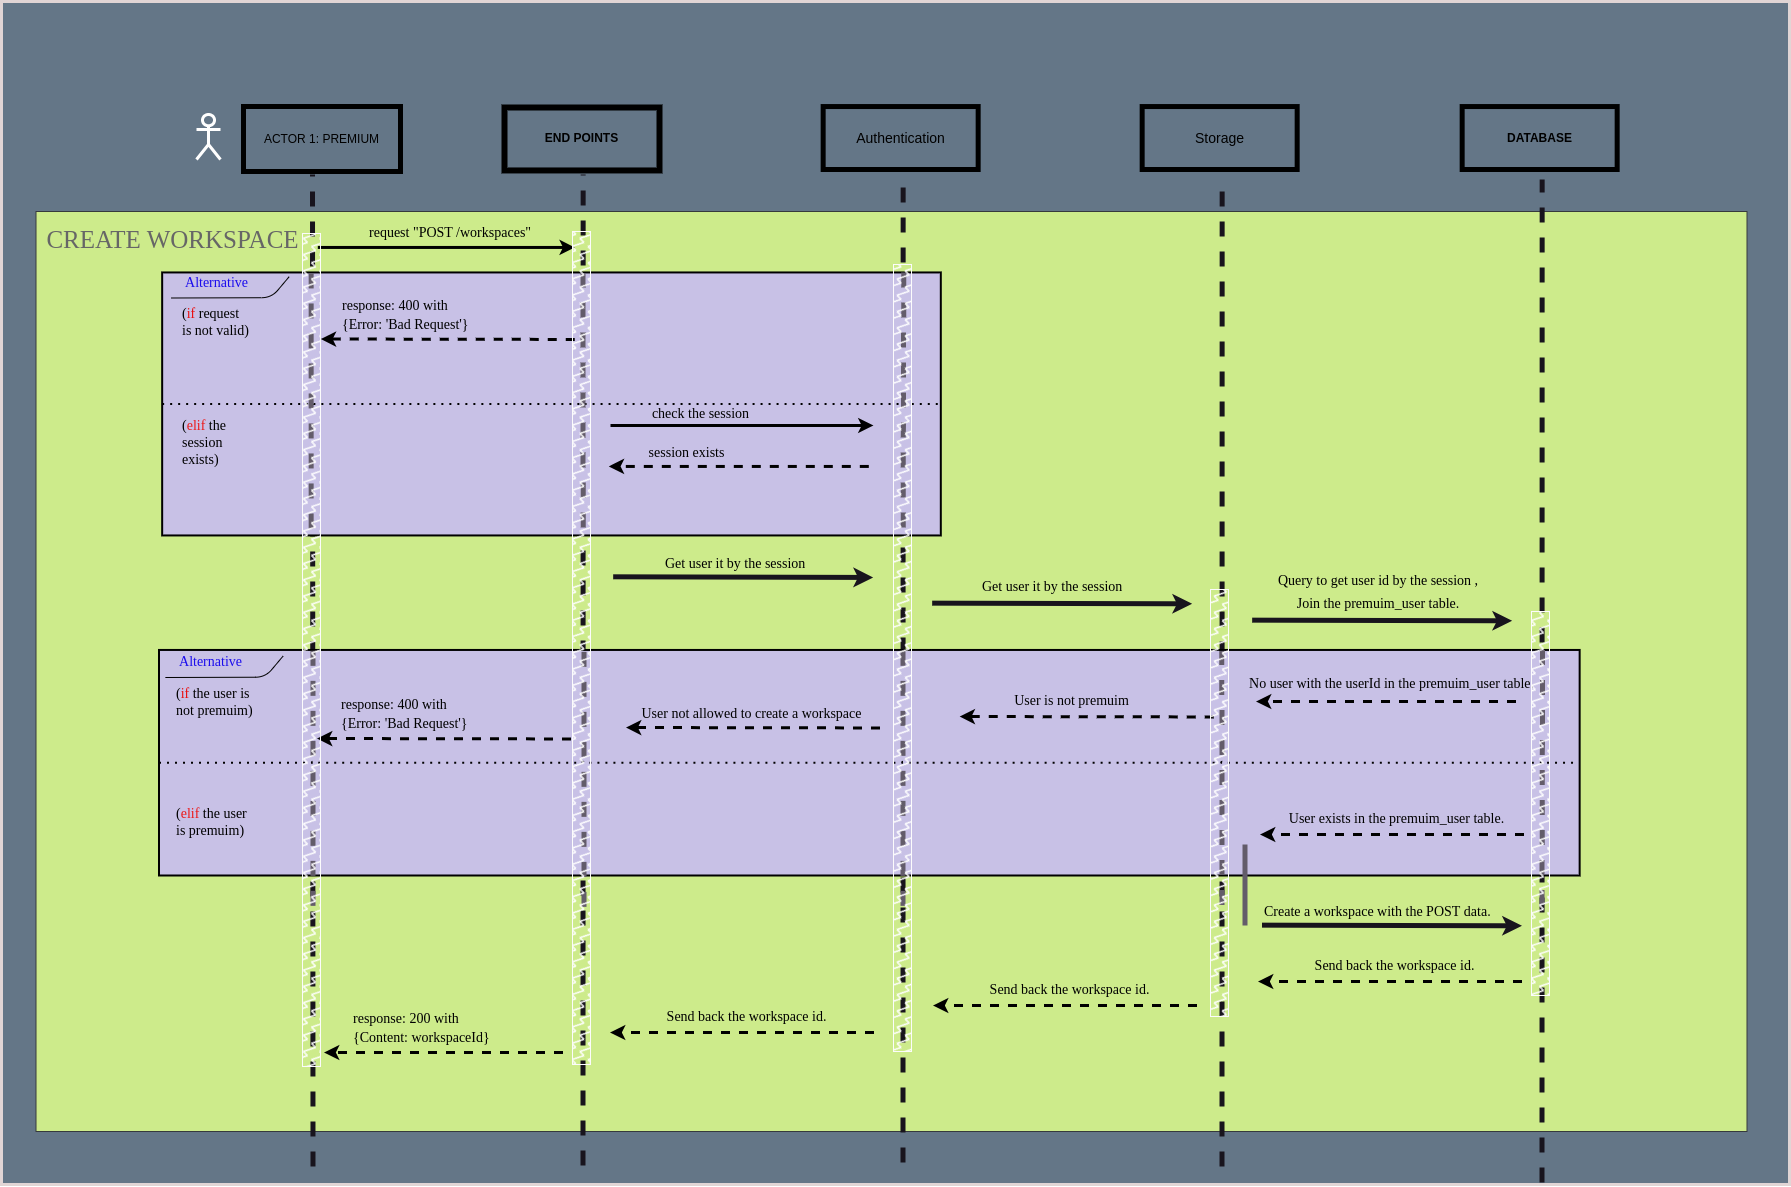 ACTOR 1: PREMIUM
END POINTS
Authentication
Storage
DATABASE
CREATE WORKSPACE
request "POST /workspaces"
Alternative
(if request
is not valid)
response: 400 with
{Error: 'Bad Request'}
(elif the
session
exists)
check the session
session exists
Get user it by the session
Get user it by the session
Query to get user id by the session ,
Join the premuim_user table.
Alternative
(if the user is
not premuim)
response: 400 with
{Error: 'Bad Request'}
User not allowed to create a workspace
User is not premuim
No user with the userId in the premuim_user table
(elif the user
is premuim)
User exists in the premuim_user table.
Create a workspace with the POST data.
Send back the workspace id.
Send back the workspace id.
Send back the workspace id.
response: 200 with
{Content: workspaceId}